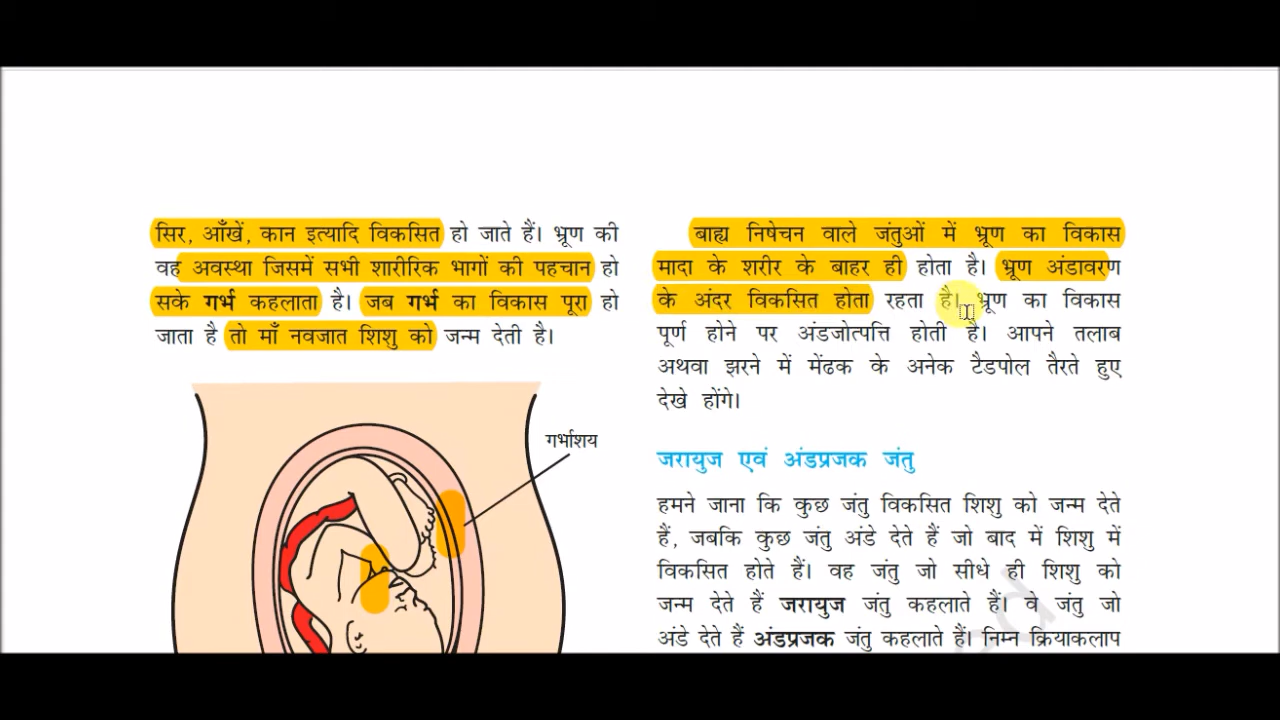 सिर, आँखें, कान इत्यादि विकसित हो जाते हैं। भ्रूण की
वह अवस्था जिसमें सभी शारीरिक भागों की पहचान हो
सके गर्भ कहलाता है। जब गर्भ का विकास पूरा हो
जाता है तो माँ नवजात शिशु को जन्म देती है।
गर्भाशय
बाह्य निषेचन वाले जंतुओं में भ्रूण का विकास
मादा के शरीर के बाहर ही होता है। भ्रूण अंडावरण
के अंदर विकसित होता रहता है। भ्रूण का विकास
पूर्ण होने पर अंडजोत्पत्ति होती है। आपने तलाब
अथवा झरने में मेंढक के अनेक टैडपोल तैरते हुए
देखे होंगे।
जरायुज एवं अंडप्रजक जंतु
हमने जाना कि कुछ जंतु विकसित शिशु को जन्म देते
हैं, जबकि कुछ जंतु अंडे देते हैं जो बाद में शिशु में
विकसित होते हैं। वह जंतु जो सीधे ही शिशु को
जन्म देते हैं जरायुज जंतु कहलाते हैं। वे जंतु जो
अंडे देते हैं अंडप्रजक जंतु कहलाते हैं। निम्न क्रियाकलाप